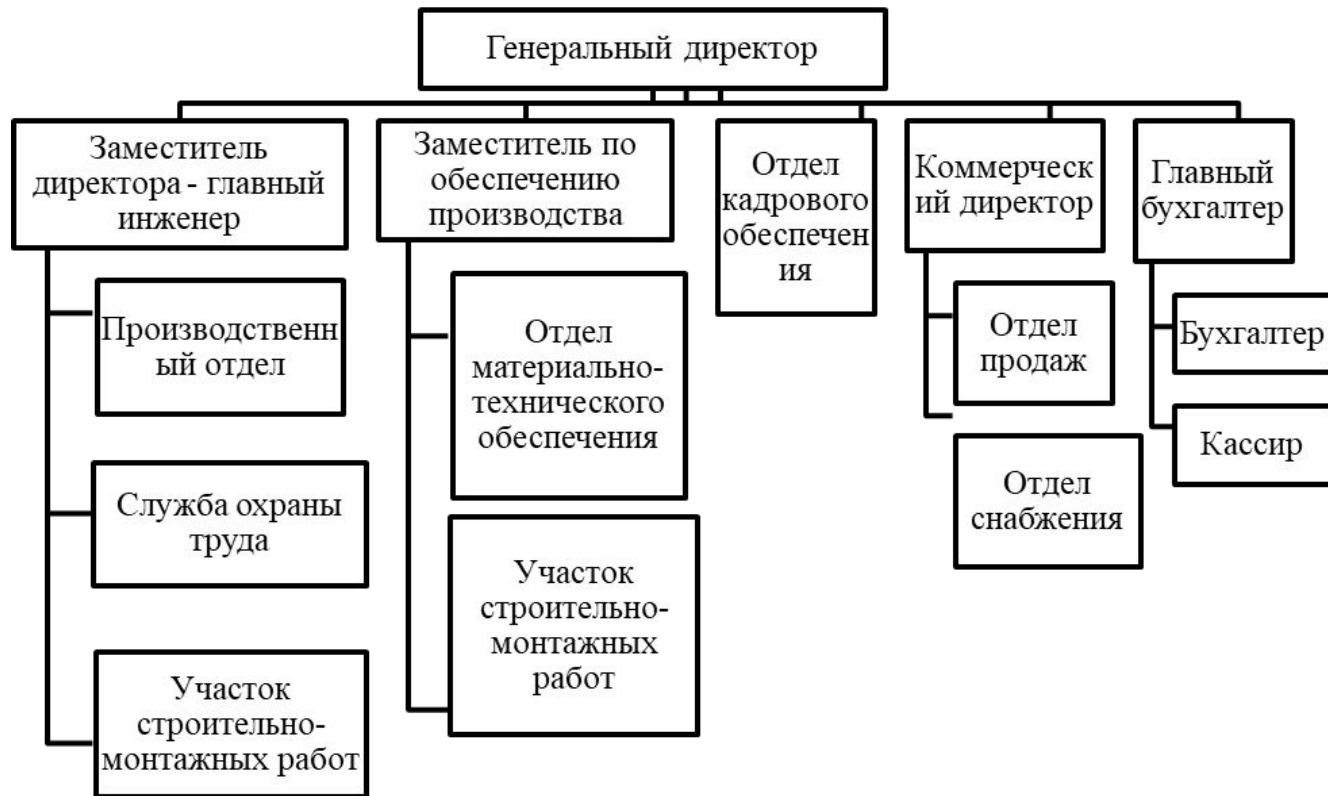 Генеральный директор
Заместитель
директора - главный
инженер
Производственн
ый отдел
Служба охраны
труда
Участок
строительно-
монтажных работ
Заместитель по
обеспечению
производства
Отдел
материально-
технического
обеспечения
Участок
строительно-
монтажных
работ
Отдел
кадрового
обеспечен
ия
Коммерческ
ий директор
Отдел
продаж
Отдел
снабжения
Главный
бухгалтер
Бухгалтер
Кассир